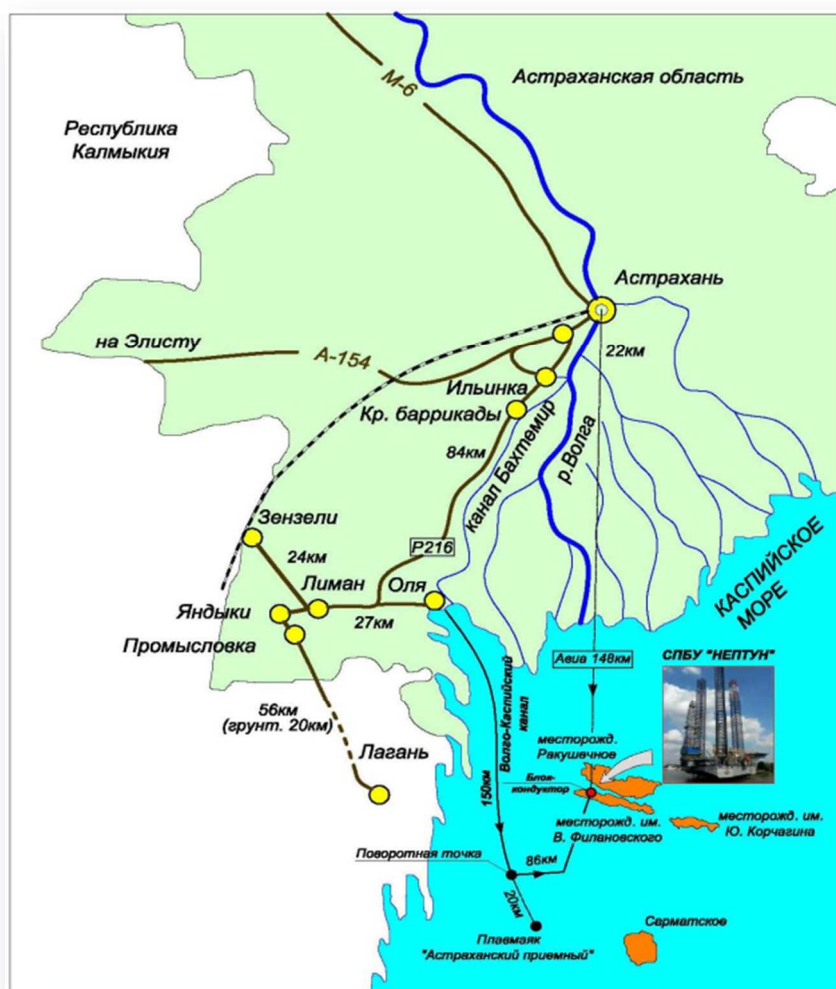 М-6
Астраханская область
Республика
Калмыкия
Астрахань
на Элисту
А-154
22км
Ильинка
Кр. баррикады
84км
канал Бахтемир
р.Волга
Зензели
24км
Р216
КАСПИЙСКОЕ
МОРЕ
Лиман
Оля
Яндыки
27км
Промысловка
Авиа 148км
СПБУ "НЕПТУН"
56км
(грунт. 20км)
Волго-Каспийский
канал
Лагань
месторожд.
Ракушечное
150км
Блок-
кондуктор
месторожд. им.
В. Филановского
месторожд. им.
Ю. Корчагина
Поворотная точка
86км
20км
Сарматское
Плавмаяк
"Астраханский приемный"